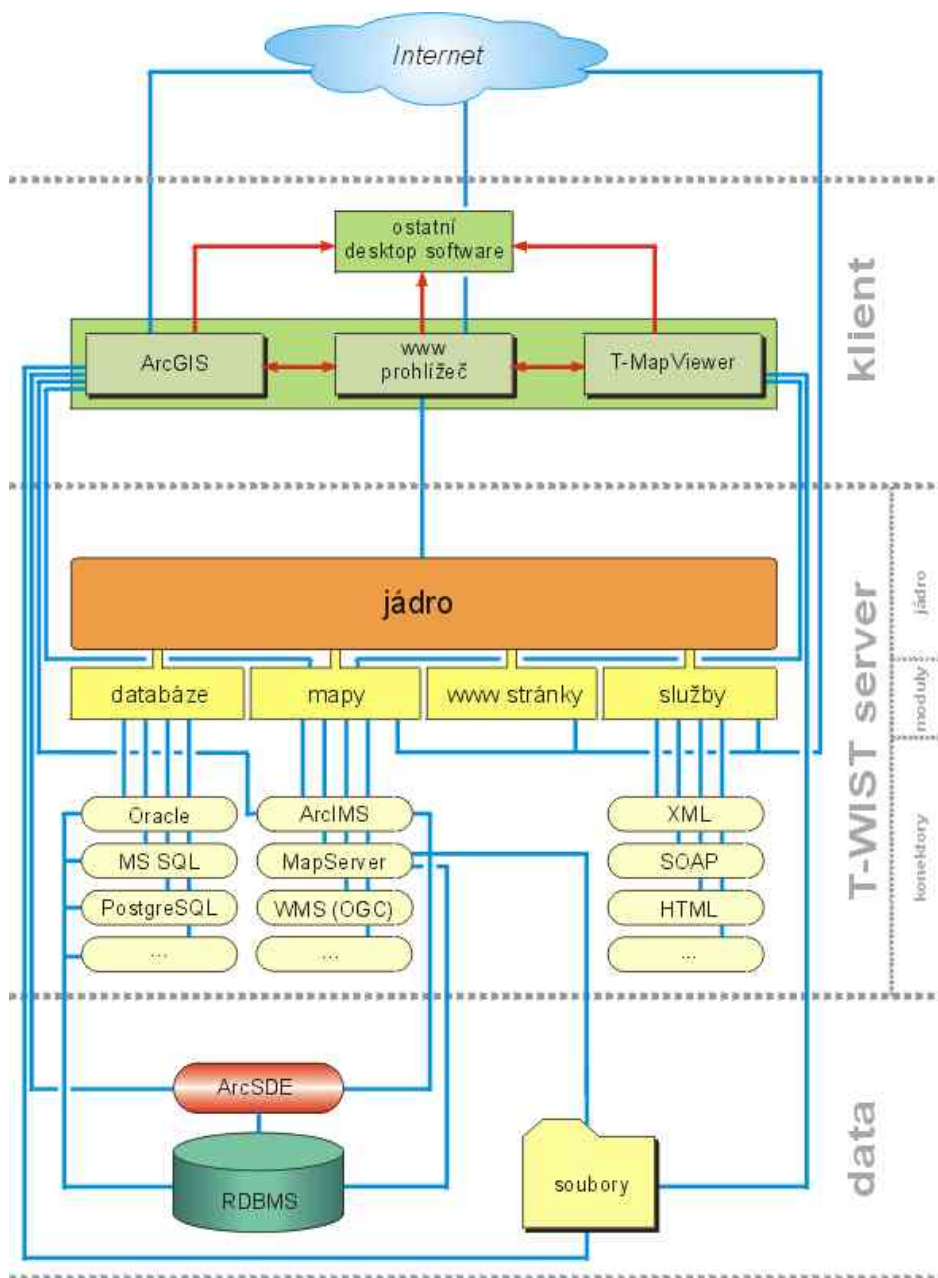 Internet
ostatní
desktop software
klient
ArcGIS
www
prohlížeč
T-MapViewer
T-WIST server
jádro
jádro
moduly
databáze
mapy
www stránky
služby
konektory
Oracle
ArcIMS
XML
MS SQL
MapServer
SOAP
PostgreSQL
WMS (OGC)
HTML
...
...
...
data
ArcSDE
RDBMS
soubory